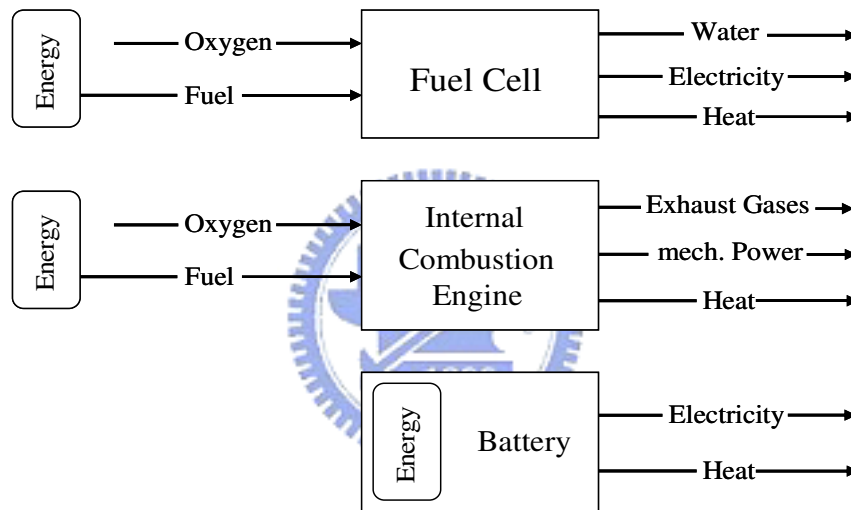 Energy
Oxygen
Fuel
Fuel Cell
Water
Electricity
Heat
Energy
Oxygen
Fuel
Internal
Combustion
Engine
Exhaust Gases
mech. Power
Heat
Energy
Battery
Electricity
Heat